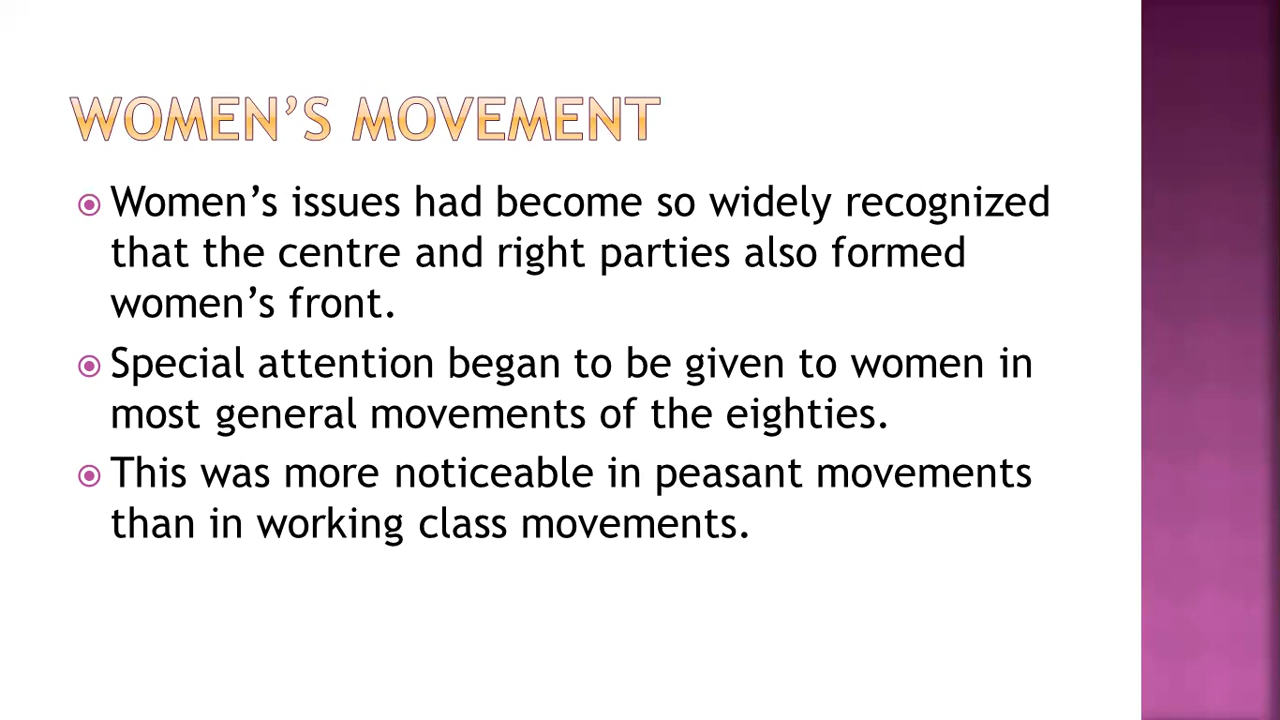 WOMEN’S MOVEMENT
Women’s issues had become so widely recognized
that the centre and right parties also formed
women’s front.
Special attention began to be given to women in
most general movements of the eighties.
This was more noticeable in peasant movements
than in working class movements.